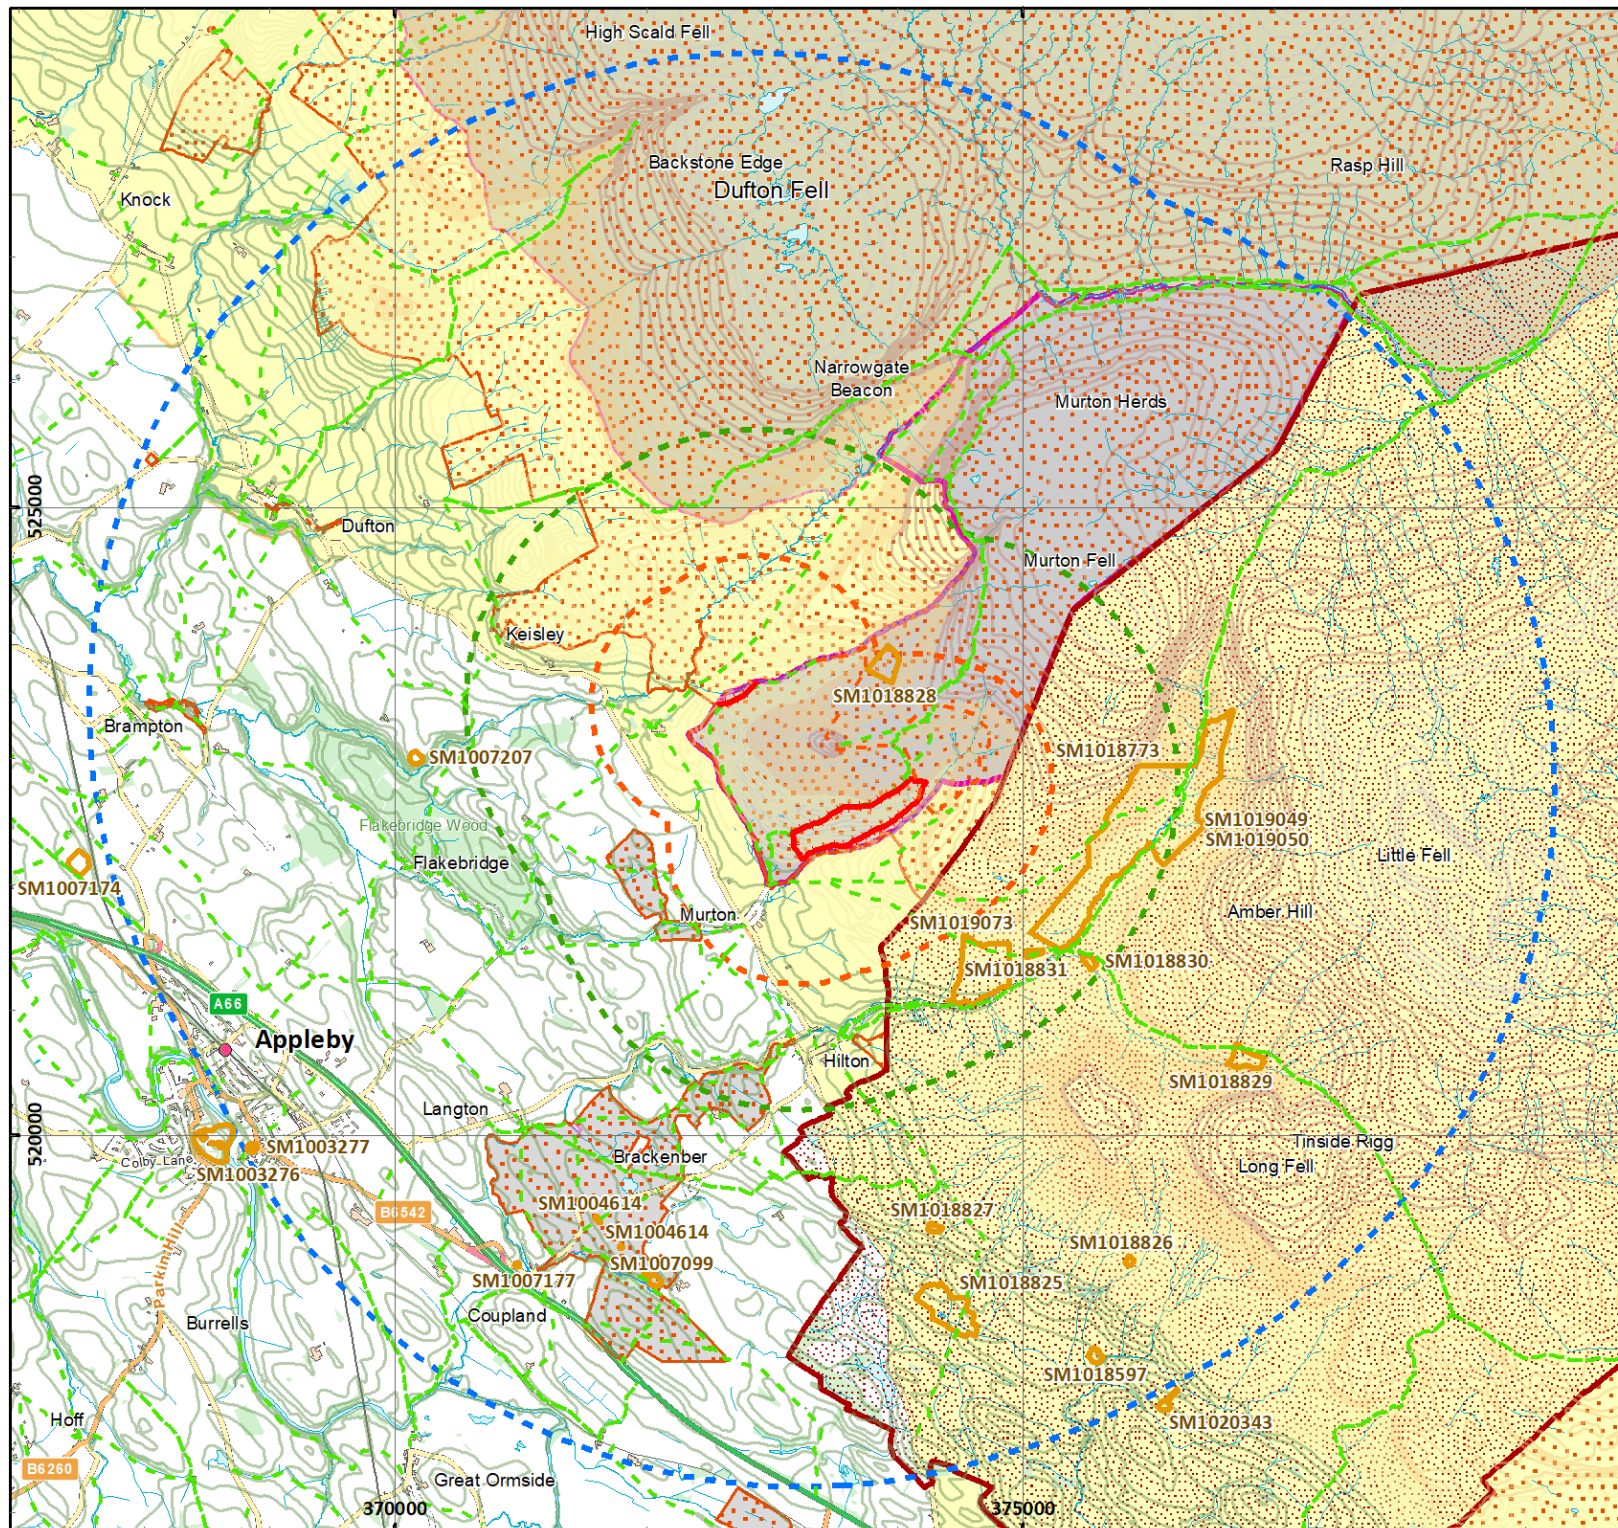 High Scald Fell
Backstone Edge
Dufton Fell
Rasp Hill
Knock
Narrowgate
Beacon
Murton Herds
525000
Dufton
Murton Fell
Keisley
SM1018828
Brampton
SM1007207
SM1018773
Flakebridge Wood
SM1019049
SM1019050
Flakebridge
Little Fell
SM1007174
Murton
Amber Hill
SM1019073
SM1018831
SM1018830
A66
Appleby
Hilton
SM1018829
Langton
520000
SM1003277
Colby Lane
SM1003276
Brackenber
Tinside Rigg
Long Fell
SM1004614
B6542
SM1018827
SM1004614
SM1018826
SM1007099
SM1007177
SM1018825
Parkin Hill
Coupland
Burrells
SM1018597
Hoff
SM1020343
B6260
Great Ormside
370000
375000